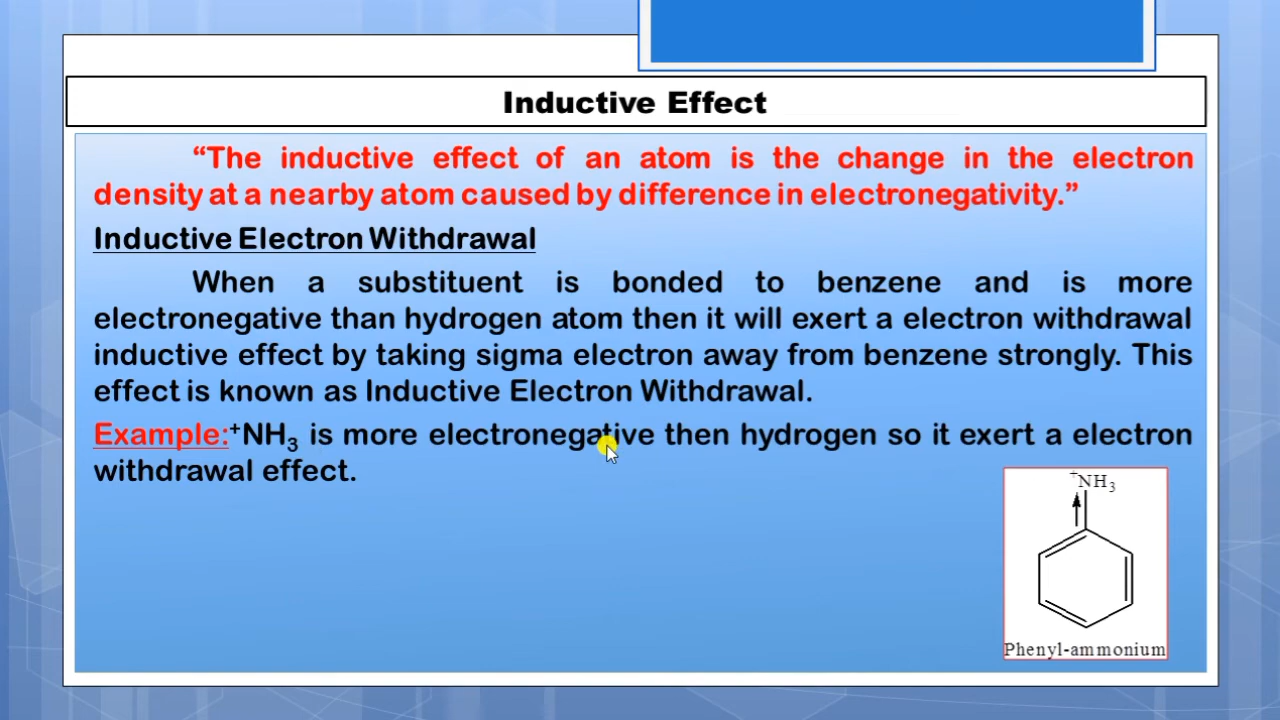 Inductive Effect
“The inductive effect of an atom is the change in the electron
density at a nearby atom caused by difference in electronegativity.”
Inductive Electron Withdrawal
When a substituent is bonded to benzene and is more
electronegative than hydrogen atom then it will exert a electron withdrawal
inductive effect by taking sigma electron away from benzene strongly. This
effect is known as Inductive Electron Withdrawal.
Example:⁺NH₃ is more electronegative then hydrogen so it exert a electron
withdrawal effect.
⁺NH₃
Phenyl-ammonium